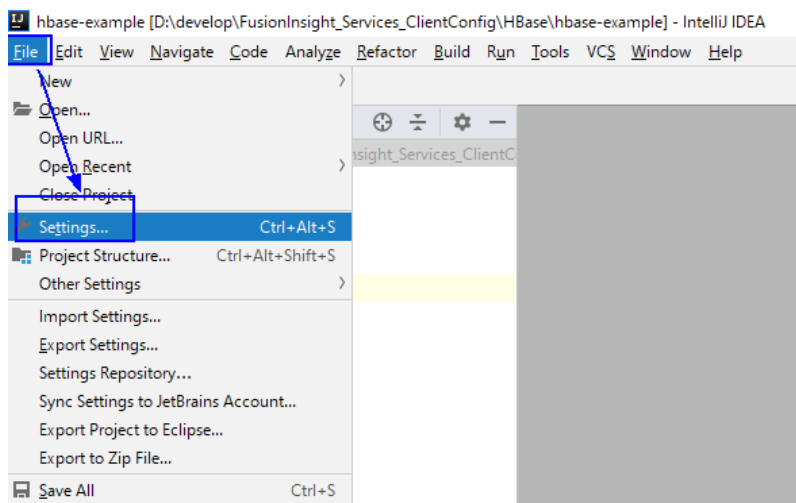 IJ hbase-example [D:\develop\FusionInsight_Services_ClientConfig\HBase\hbase-example] - IntelliJ IDEA
File Edit View Navigate Code Analyze Refactor Build Run Tools VCS Window Help
New
Open...
Open URL...
nsight_Services_ClientC
Open Recent
Close Project
Settings... Ctrl+Alt+S
Project Structure... Ctrl+Alt+Shift+S
Other Settings
Import Settings...
Export Settings...
Settings Repository...
Sync Settings to JetBrains Account...
Export Project to Eclipse...
Export to Zip File...
Save All Ctrl+S